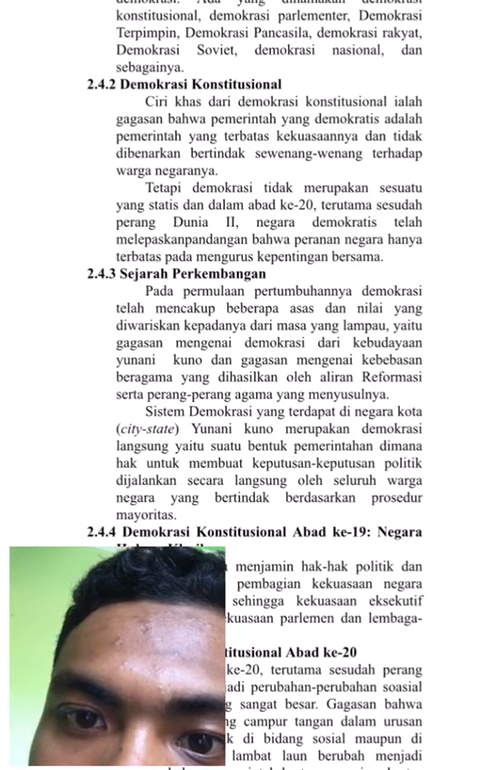 demokrasi. Ada yang dinamakan demokrasi
konstitusional, demokrasi parlementer, Demokrasi
Terpimpin, Demokrasi Pancasila, demokrasi rakyat,
Demokrasi Soviet, demokrasi nasional, dan
sebagainya.
2.4.2 Demokrasi Konstitusional
Ciri khas dari demokrasi konstitusional ialah
gagasan bahwa pemerintah yang demokratis adalah
pemerintah yang terbatas kekuasaannya dan tidak
dibenarkan bertindak sewenang-wenang terhadap
warga negaranya.
Tetapi demokrasi tidak merupakan sesuatu
yang statis dan dalam abad ke-20, terutama sesudah
perang Dunia II, negara demokratis telah
melepaskanpandangan bahwa peranan negara hanya
terbatas pada mengurus kepentingan bersama.
2.4.3 Sejarah Perkembangan
Pada permulaan pertumbuhannya demokrasi
telah mencakup beberapa asas dan nilai yang
diwariskan kepadanya dari masa yang lampau, yaitu
gagasan mengenai demokrasi dari kebudayaan
yunani kuno dan gagasan mengenai kebebasan
beragama yang dihasilkan oleh aliran Reformasi
serta perang-perang agama yang menyusulnya.
Sistem Demokrasi yang terdapat di negara kota
(city-state) Yunani kuno merupakan demokrasi
langsung yaitu suatu bentuk pemerintahan dimana
hak untuk membuat keputusan-keputusan politik
dijalankan secara langsung oleh seluruh warga
negara yang bertindak berdasarkan prosedur
mayoritas.
2.4.4 Demokrasi Konstitusional Abad ke-19: Negara
menjamin hak-hak politik dan
pembagian kekuasaan negara
sehingga kekuasaan eksekutif
kuasaan parlemen dan lembaga-
titusional Abad ke-20
ke-20, terutama sesudah perang
adi perubahan-perubahan soasial
g sangat besar. Gagasan bahwa
ng campur tangan dalam urusan
k di bidang sosial maupun di
lambat laun berubah menjadi